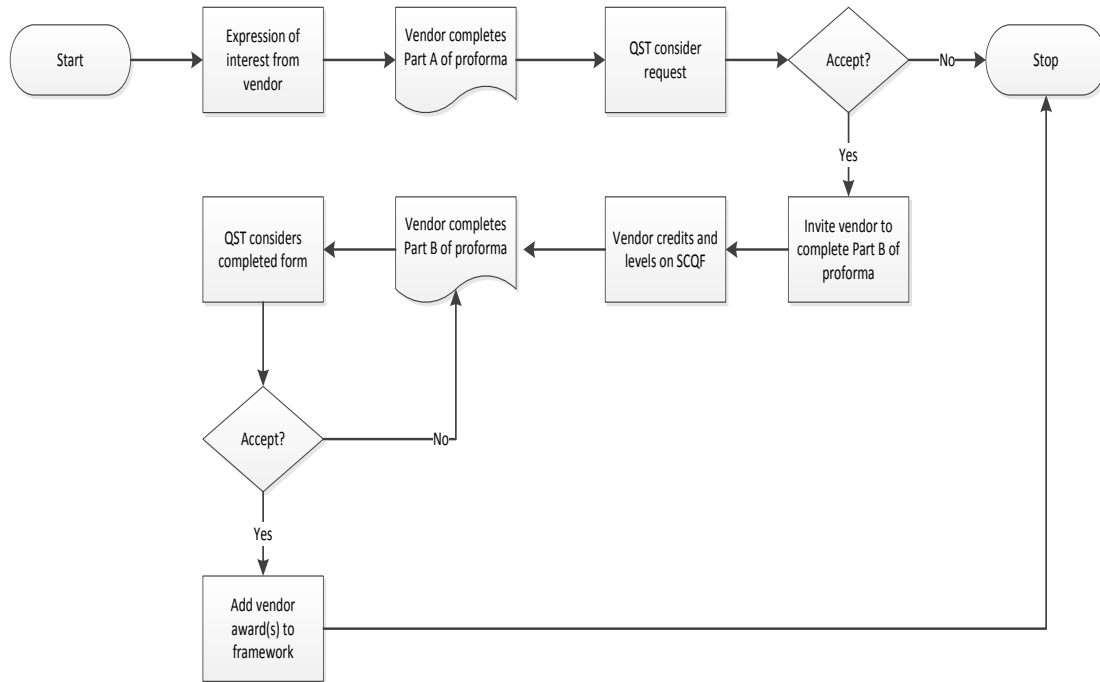 Start
Expression of
interest from
vendor
Vendor completes
Part A of proforma
QST consider
request
Accept?
No
Stop
Yes
Invite vendor to
complete Part B of
proforma
Vendor credits and
levels on SCQF
Vendor completes
Part B of proforma
QST considers
completed form
Accept?
No
Yes
Add vendor
award(s) to
framework